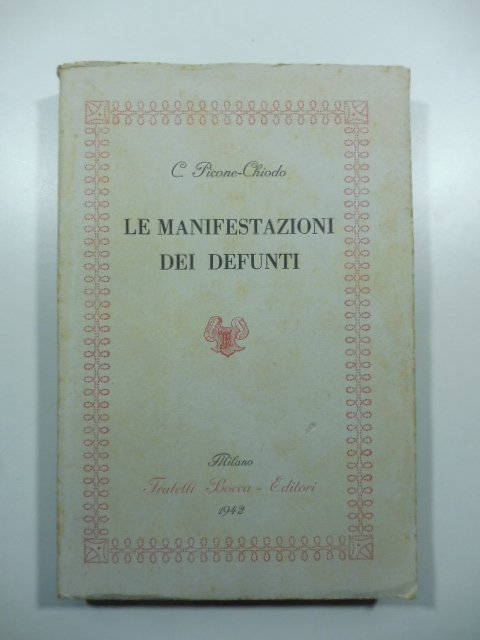 C. Picone-Chiodo
LE MANIFESTAZIONI
DEI DEFUNTI
Milano
Fratelli Bocca - Editori
1942